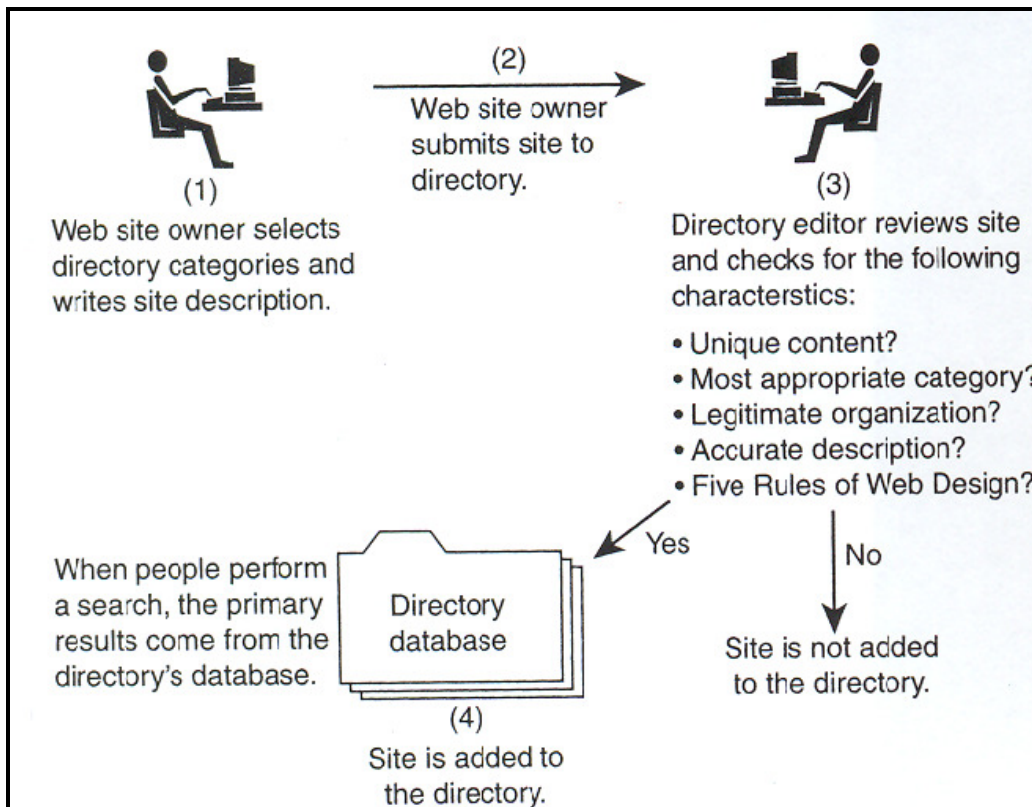 (1)
Web site owner selects
directory categories and
writes site description.
(2)
Web site owner
submits site to
directory.
(3)
Directory editor reviews site
and checks for the following
characterstics:
• Unique content?
• Most appropriate category?
• Legitimate organization?
• Accurate description?
• Five Rules of Web Design?
Yes
No
When people perform
a search, the primary
results come from the
directory's database.
Directory
database
(4)
Site is added to
the directory.
Site is not added
to the directory.